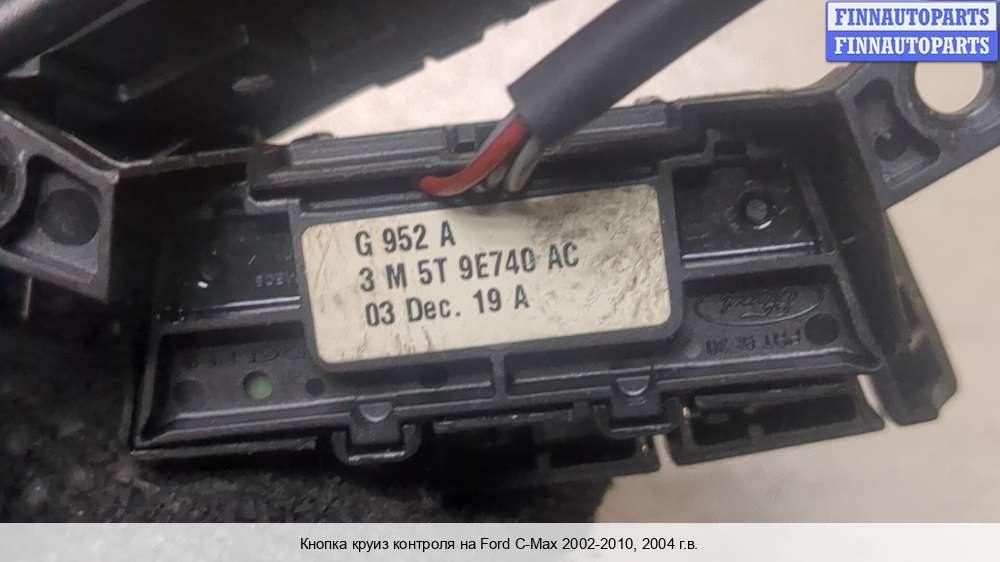 FINNAUTOPARTS
FINNAUTOPARTS
G 952 A
3 M 5T 9E740 AC
03 Dec. 19 A
Ford
Кнопка круиз контроля на Ford C-Max 2002-2010, 2004 г.в.